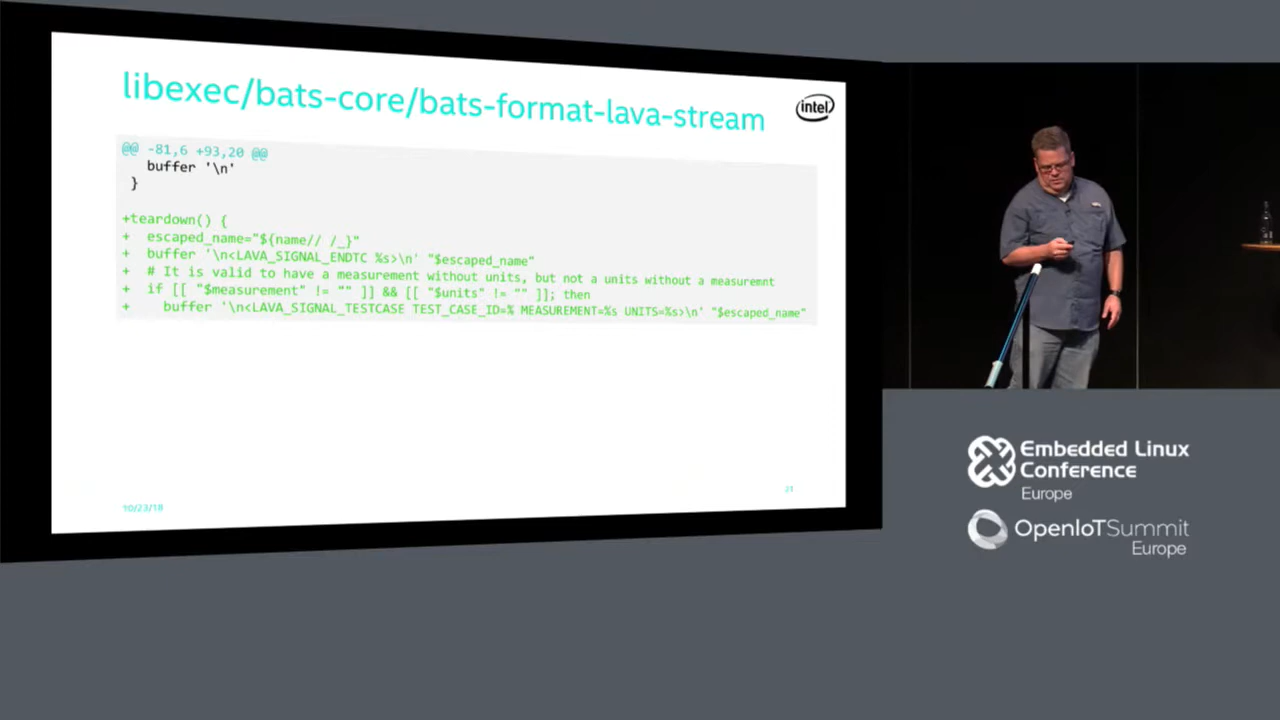 libexec/bats-core/bats-format-lava-stream
intel
@@ -81,6 +93,20 @@
buffer '\n'
}
+teardown() {
+ escaped_name="${name// /_}"
+ buffer '\n<LAVA_SIGNAL_ENDTC %s>\n' "$escaped_name"
+ # It is valid to have a measurement without units, but not a units without a measuremnt
+ if [[ "$measurement" != "" ]] && [[ "$units" != "" ]]; then
+ buffer '\n<LAVA_SIGNAL_TESTCASE TEST_CASE_ID=% MEASUREMENT=%s UNITS=%s>\n' "$escaped_name"
10/23/18
21
Embedded Linux
Conference
Europe
OpenIoTSummit
Europe